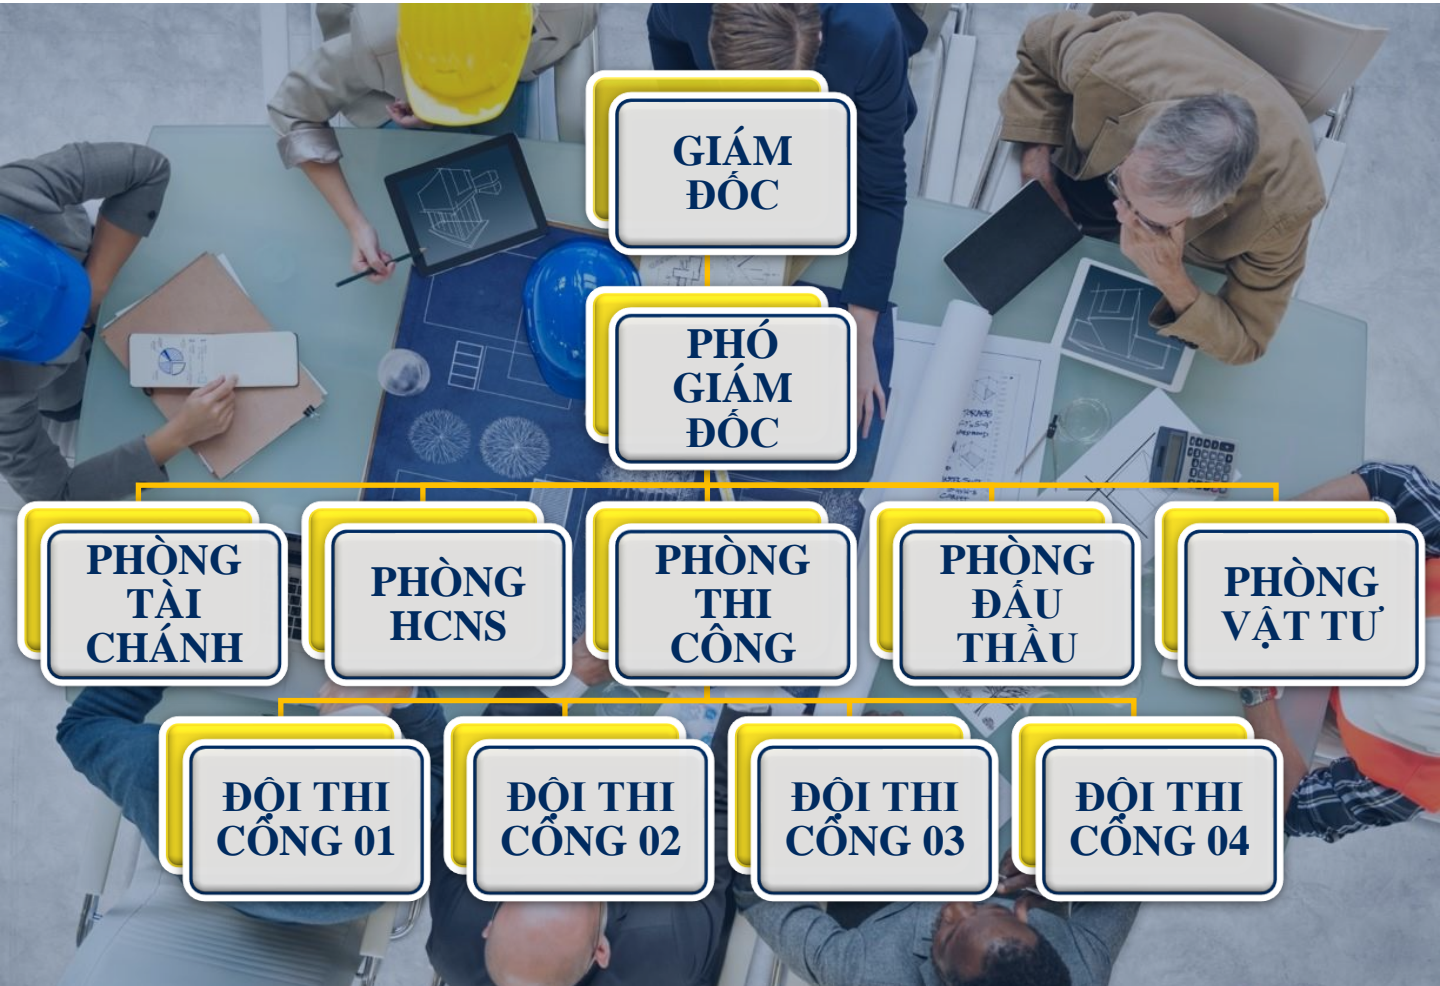 GIÁM
ĐỐC
PHÓ
GIÁM
ĐỐC
PHÒNG
TÀI
CHÁNH
PHÒNG
HCNS
PHÒNG
THI
CÔNG
PHÒNG
ĐẤU
THẦU
PHÒNG
VẬT TƯ
ĐỘI THI
CÔNG 01
ĐỘI THI
CÔNG 02
ĐỘI THI
CÔNG 03
ĐỘI THI
CÔNG 04